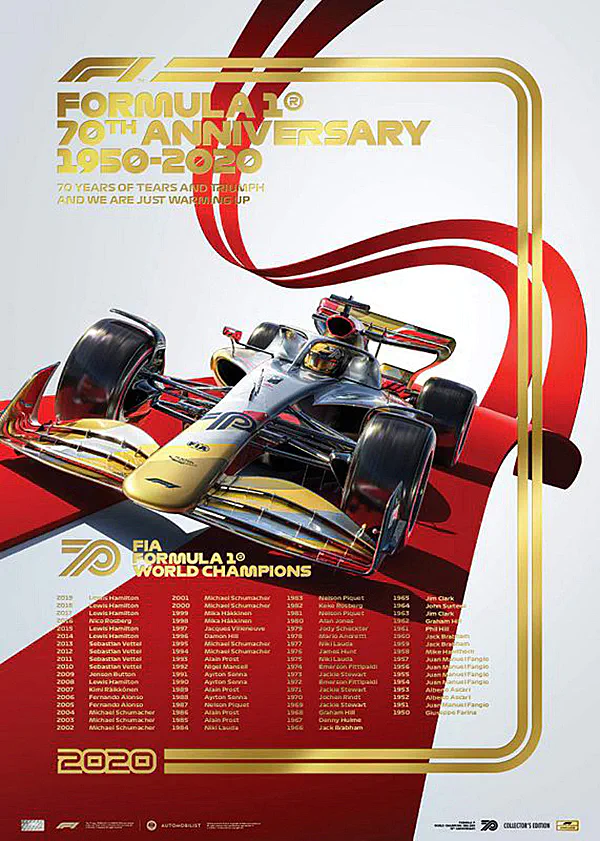 F1
FORMULA 1®
70TH ANNIVERSARY
1950-2020
70 YEARS OF TEARS AND TRIUMPH
AND WE ARE JUST WARMING UP
70
FIA
F1
70 FIA
FORMULA 1®
WORLD CHAMPIONS
2019 Lewis Hamilton 2001 Michael Schumacher 1983 Nelson Piquet 1965 Jim Clark
2018 Lewis Hamilton 2000 Michael Schumacher 1982 Keke Rosberg 1964 John Surtees
2017 Lewis Hamilton 1999 Mika Häkkinen 1981 Nelson Piquet 1963 Jim Clark
2016 Nico Rosberg 1998 Mika Häkkinen 1980 Alan Jones 1962 Graham Hill
2015 Lewis Hamilton 1997 Jacques Villeneuve 1979 Jody Scheckter 1961 Phil Hill
2014 Lewis Hamilton 1996 Damon Hill 1978 Mario Andretti 1960 Jack Brabham
2013 Sebastian Vettel 1995 Michael Schumacher 1977 Niki Lauda 1959 Jack Brabham
2012 Sebastian Vettel 1994 Michael Schumacher 1976 James Hunt 1958 Mike Hawthorn
2011 Sebastian Vettel 1993 Alain Prost 1975 Niki Lauda 1957 Juan Manuel Fangio
2010 Sebastian Vettel 1992 Nigel Mansell 1974 Emerson Fittipaldi 1956 Juan Manuel Fangio
2009 Jenson Button 1991 Ayrton Senna 1973 Jackie Stewart 1955 Juan Manuel Fangio
2008 Lewis Hamilton 1990 Ayrton Senna 1972 Emerson Fittipaldi 1954 Juan Manuel Fangio
2007 Kimi Räikkönen 1989 Alain Prost 1971 Jackie Stewart 1953 Alberto Ascari
2006 Fernando Alonso 1988 Ayrton Senna 1970 Jochen Rindt 1952 Alberto Ascari
2005 Fernando Alonso 1987 Nelson Piquet 1969 Jackie Stewart 1951 Juan Manuel Fangio
2004 Michael Schumacher 1986 Alain Prost 1968 Graham Hill 1950 Giuseppe Farina
2003 Michael Schumacher 1985 Alain Prost 1967 Denny Hulme
2002 Michael Schumacher 1984 Niki Lauda 1966 Jack Brabham
2020
F1 AUTOMOBILIST 70 COLLECTOR'S EDITION